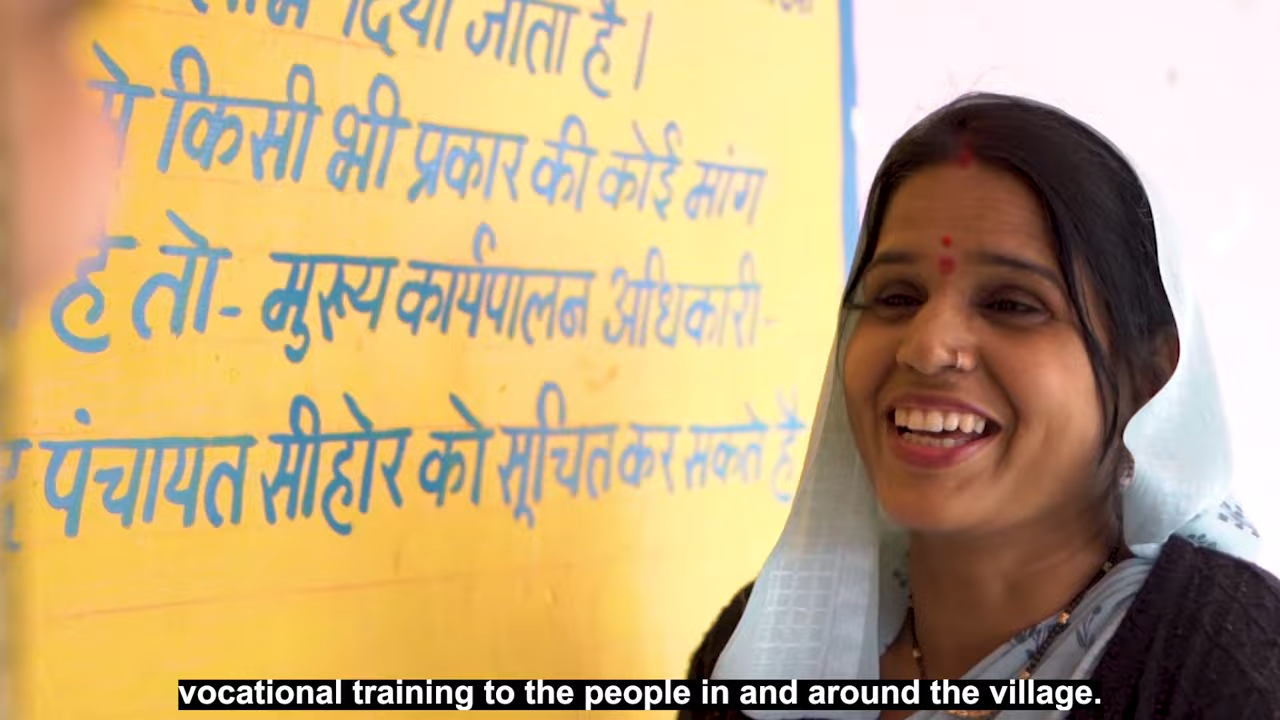 दिया जाता है।
किसी भी प्रकार की कोई मांग
है तो- मुख्य कार्यपालन अधिकारी-
पंचायत सीहोर को सूचित कर सकते है
vocational training to the people in and around the village.